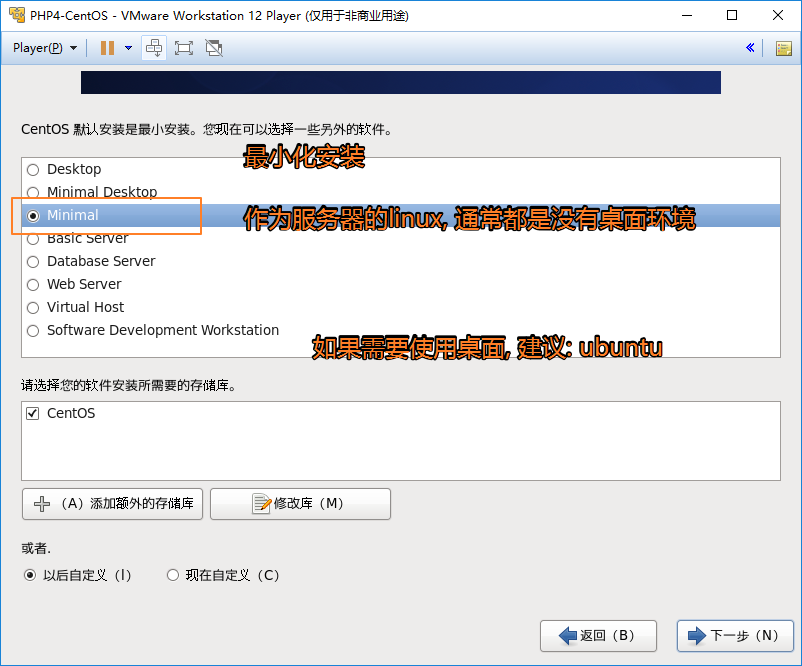 PHP4-CentOS - VMware Workstation 12 Player (仅用于非商业用途)
Player(P)
CentOS 默认安装是最小安装。您现在可以选择一些另外的软件。
最小化安装
Desktop
Minimal Desktop
Minimal
作为服务器的linux, 通常都是没有桌面环境
Basic Server
Database Server
Web Server
Virtual Host
Software Development Workstation
如果需要使用桌面, 建议: ubuntu
请选择您的软件安装所需要的存储库。
CentOS
（A）添加额外的存储库
修改库（M）
或者.
以后自定义（l）
现在自定义（C）
返回（B）
下一步（N）